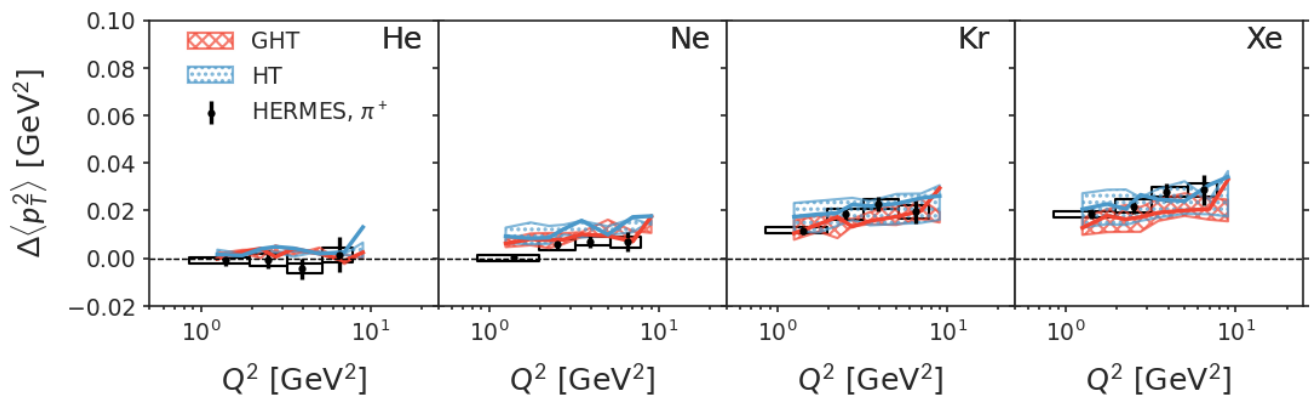 Δ⟨p_T^2⟩ [GeV^2]
0.10
0.08
0.06
0.04
0.02
0.00
−0.02
GHT
HT
HERMES, π^+
He
Ne
Kr
Xe
10^0 10^1
10^0 10^1
10^0 10^1
10^0 10^1
Q^2 [GeV^2]
Q^2 [GeV^2]
Q^2 [GeV^2]
Q^2 [GeV^2]